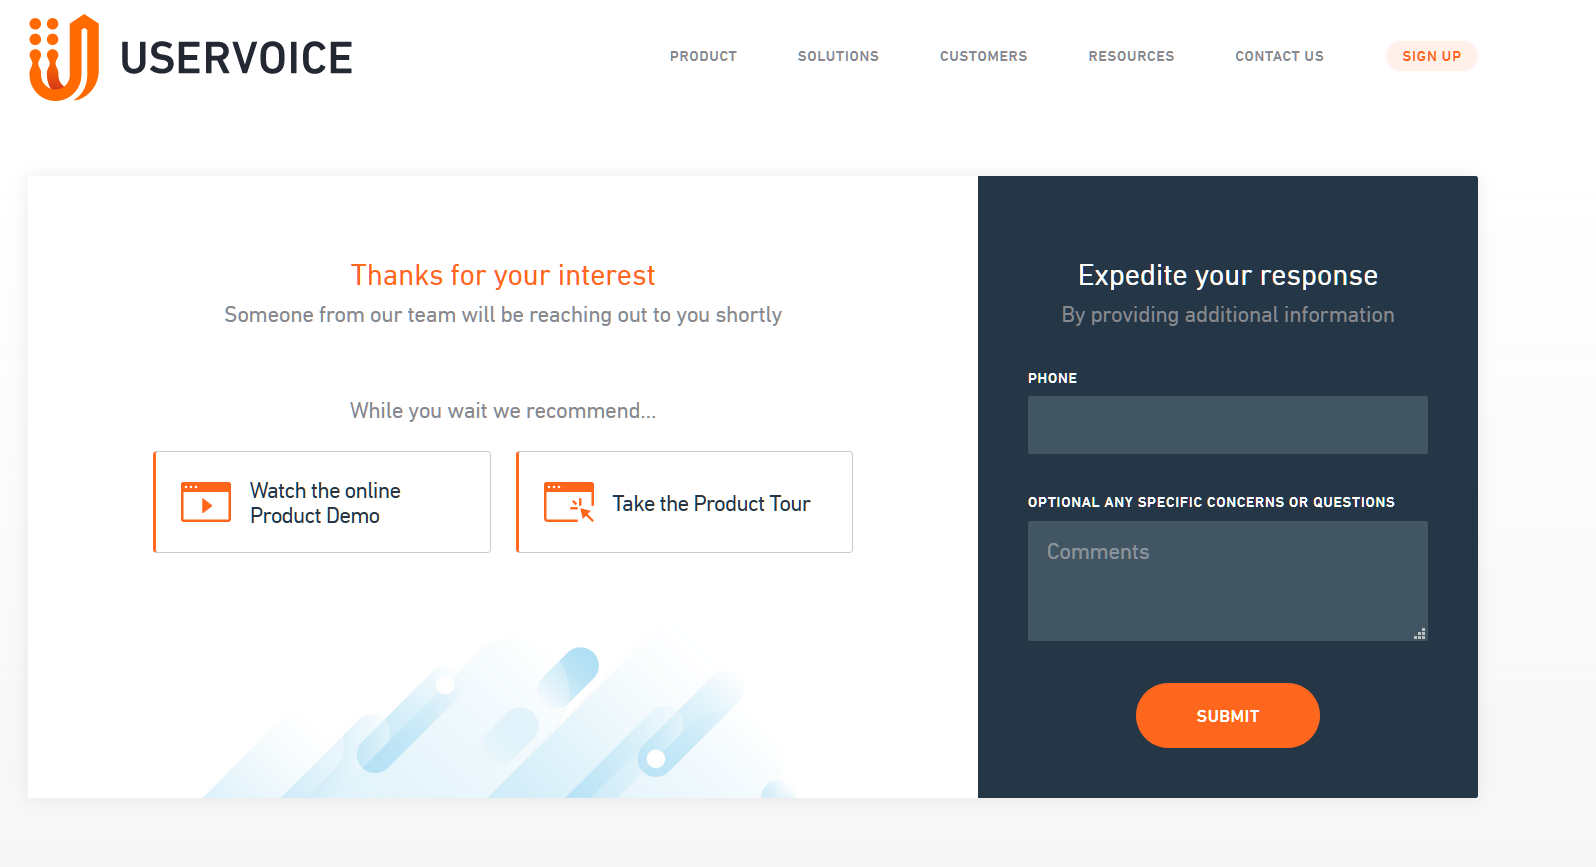 USERVOICE
PRODUCT
SOLUTIONS
CUSTOMERS
RESOURCES
CONTACT US
SIGN UP
Thanks for your interest
Someone from our team will be reaching out to you shortly
While you wait we recommend...
Watch the online
Product Demo
Take the Product Tour
Expedite your response
By providing additional information
PHONE
OPTIONAL ANY SPECIFIC CONCERNS OR QUESTIONS
Comments
SUBMIT